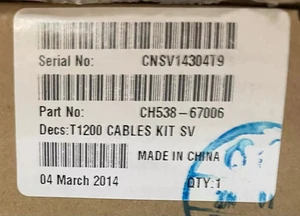 Serial No: CNSV14304T9
Part No: CH538-67006
Decs:T1200 CABLES KIT SV
MADE IN CHINA
04 March 2014 QTY:1